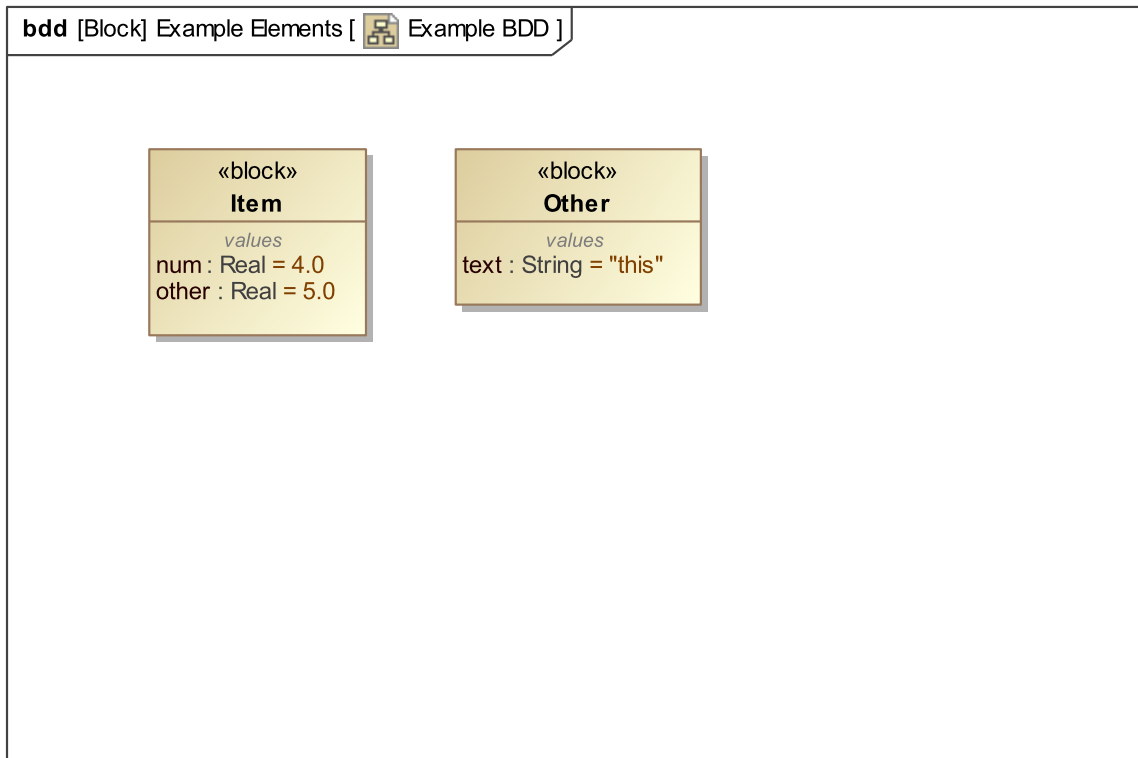 bdd [Block] Example Elements [ Example BDD ]
«block»
Item
values
num : Real = 4.0
other : Real = 5.0
«block»
Other
values
text : String = "this"